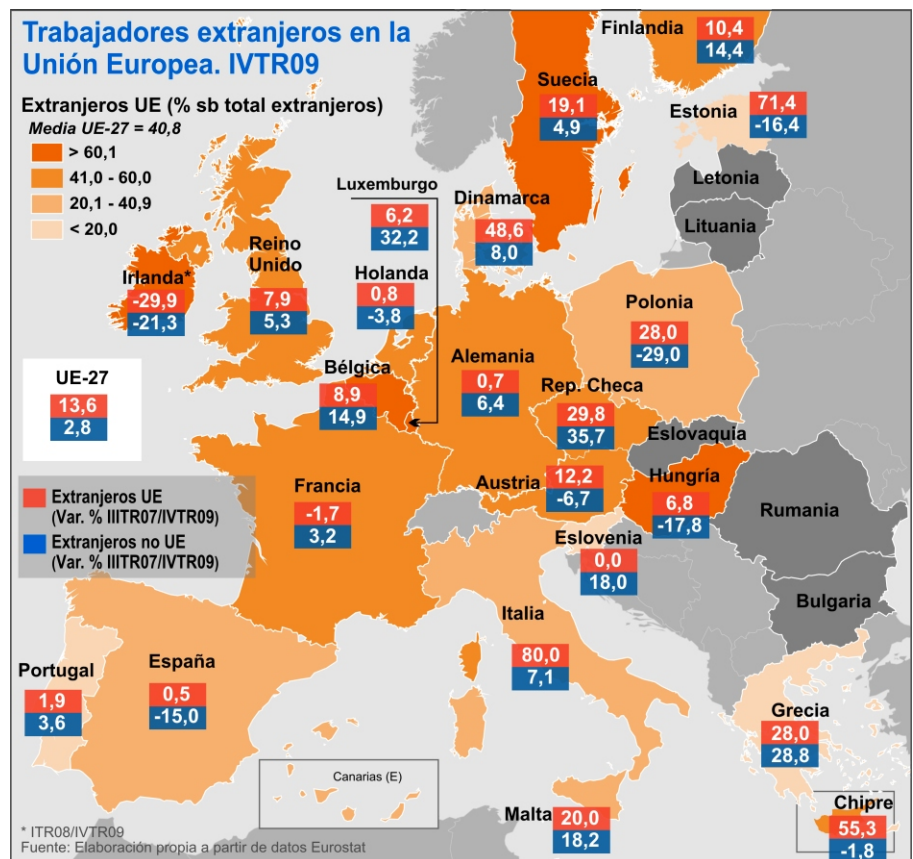 Trabajadores extranjeros en la
Unión Europea. IVTR09
Extranjeros UE (% sb total extranjeros)
Media UE-27 = 40,8
> 60,1
41,0 - 60,0
20,1 - 40,9
< 20,0
Finlandia
10,4
14,4
Suecia
19,1
4,9
Estonia
71,4
-16,4
Letonia
Lituania
Luxemburgo
6,2
32,2
Dinamarca
48,6
8,0
Reino
Unido
7,9
5,3
Irlanda*
-29,9
-21,3
Holanda
0,8
-3,8
Polonia
28,0
-29,0
UE-27
13,6
2,8
Bélgica
8,9
14,9
Alemania
0,7
6,4
Rep. Checa
29,8
35,7
Eslovaquia
Austria
12,2
-6,7
Hungría
6,8
-17,8
Francia
-1,7
3,2
Extranjeros UE
(Var. % IIITR07/IVTR09)
Extranjeros no UE
(Var. % IIITR07/IVTR09)
Eslovenia
0,0
18,0
Rumania
Bulgaria
Italia
80,0
7,1
Portugal
1,9
3,6
España
0,5
-15,0
Grecia
28,0
28,8
Canarias (E)
Malta
20,0
18,2
Chipre
55,3
-1,8
* ITR08/IVTR09
Fuente: Elaboración propia a partir de datos Eurostat